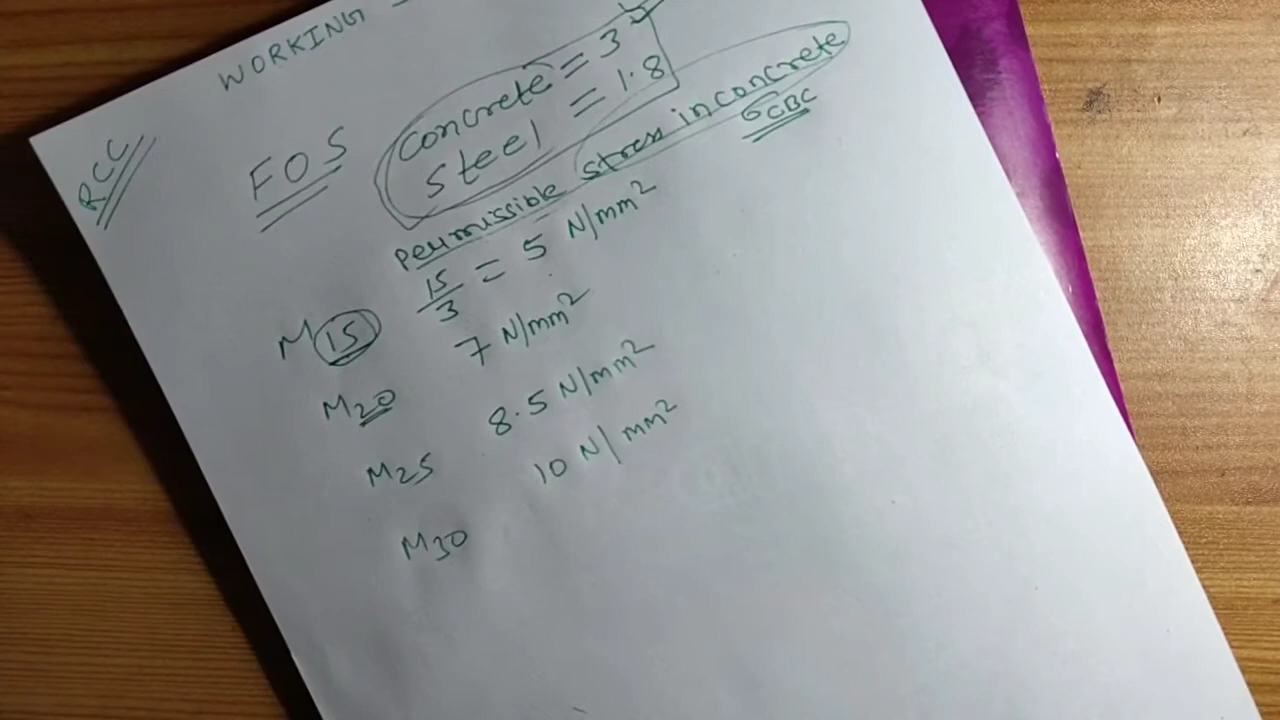 WORKING -
RCC
FOS
concrete = 3
steel = 1.8
Permissible stress in concrete
σCBC
M15 15/3 = 5 N/mm²
M20 7 N/mm²
M25 8.5 N/mm²
M30 10 N/mm²